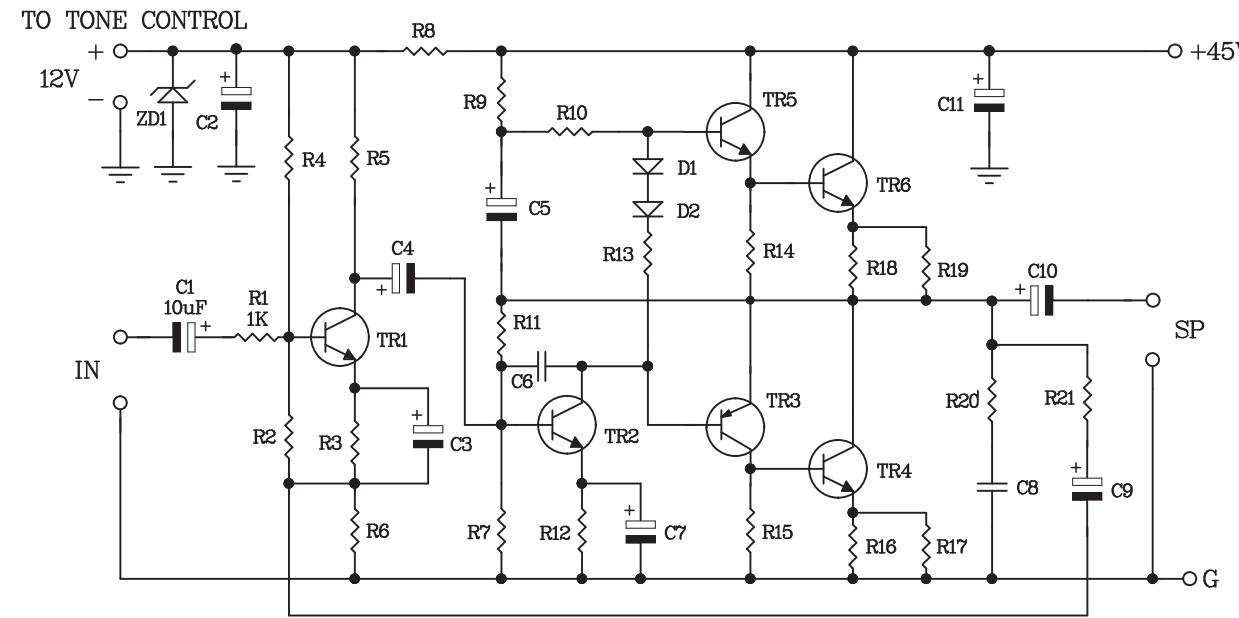 TO TONE CONTROL
R8
+
+45V
12V
+
C2
ZD1
−
R9
R10
TR5
+
C11
R4
R5
D1
TR6
+
C5
D2
C4
+
R13
R14
R18
R19
C10
+
C1
10uF
+
R1
1K
R11
TR1
SP
IN
C6
TR3
+
C3
R20
R21
R2
R3
TR2
TR4
+
C9
C8
R6
R7
R12
+
C7
R15
R16
R17
G